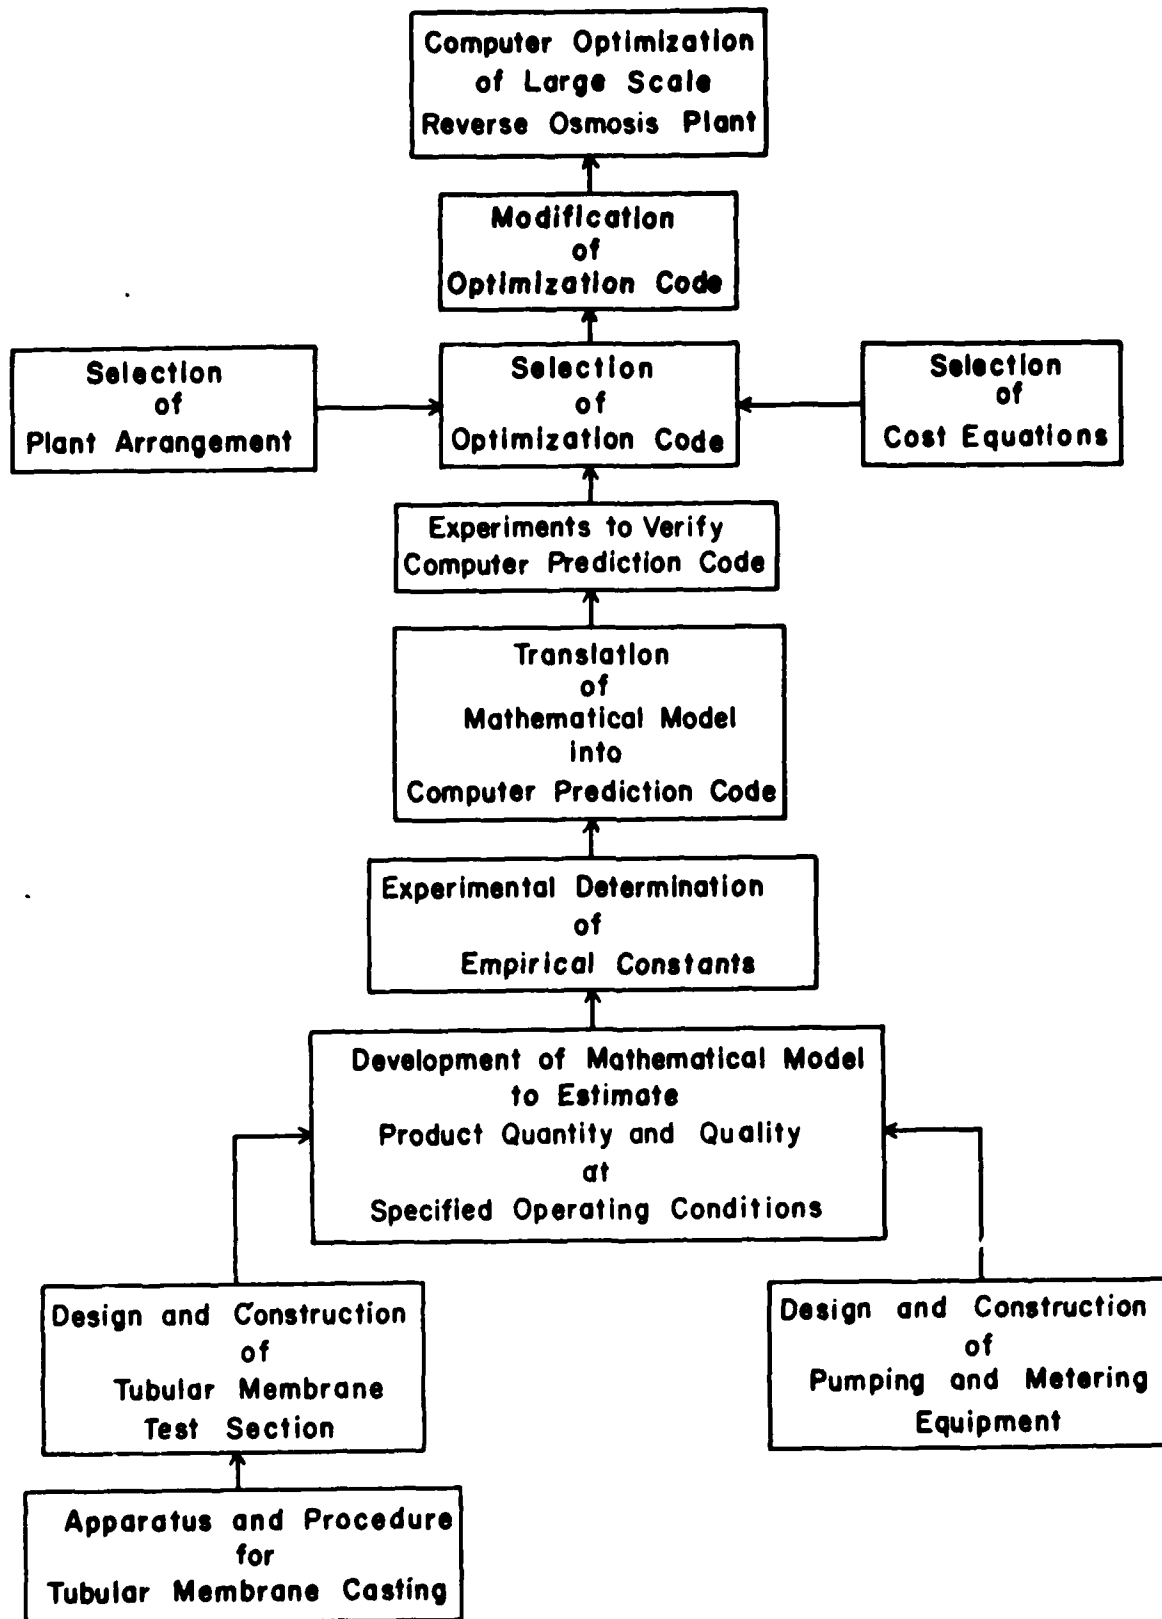 Computer Optimization
of Large Scale
Reverse Osmosis Plant
Modification
of
Optimization Code
Selection
of
Plant Arrangement
Selection
of
Optimization Code
Selection
of
Cost Equations
Experiments to Verify
Computer Prediction Code
Translation
of
Mathematical Model
into
Computer Prediction Code
Experimental Determination
of
Empirical Constants
Development of Mathematical Model
to Estimate
Product Quantity and Quality
at
Specified Operating Conditions
Design and Construction
of
Tubular Membrane
Test Section
Design and Construction
of
Pumping and Metering
Equipment
Apparatus and Procedure
for
Tubular Membrane Casting